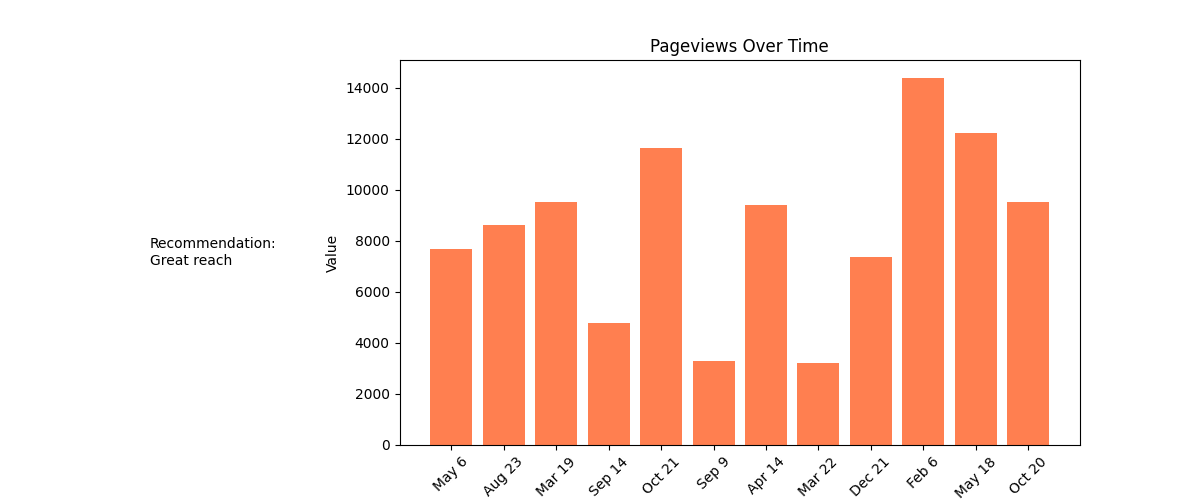 Pageviews Over Time
Recommendation:
Great reach
Value
14000
12000
10000
8000
6000
4000
2000
0
May 6
Aug 23
Mar 19
Sep 14
Oct 21
Sep 9
Apr 14
Mar 22
Dec 21
Feb 6
May 18
Oct 20